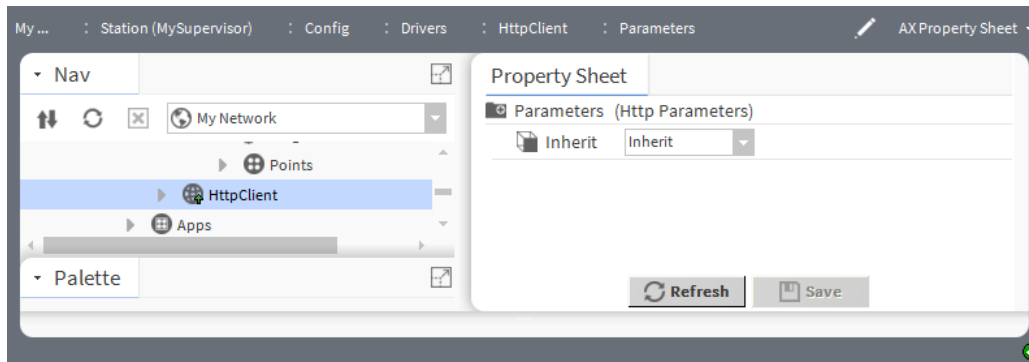 My ... : Station (MySupervisor) : Config : Drivers : HttpClient : Parameters AX Property Sheet
Nav
My Network
Points
HttpClient
Apps
Palette
Property Sheet
Parameters (Http Parameters)
Inherit Inherit
Refresh Save